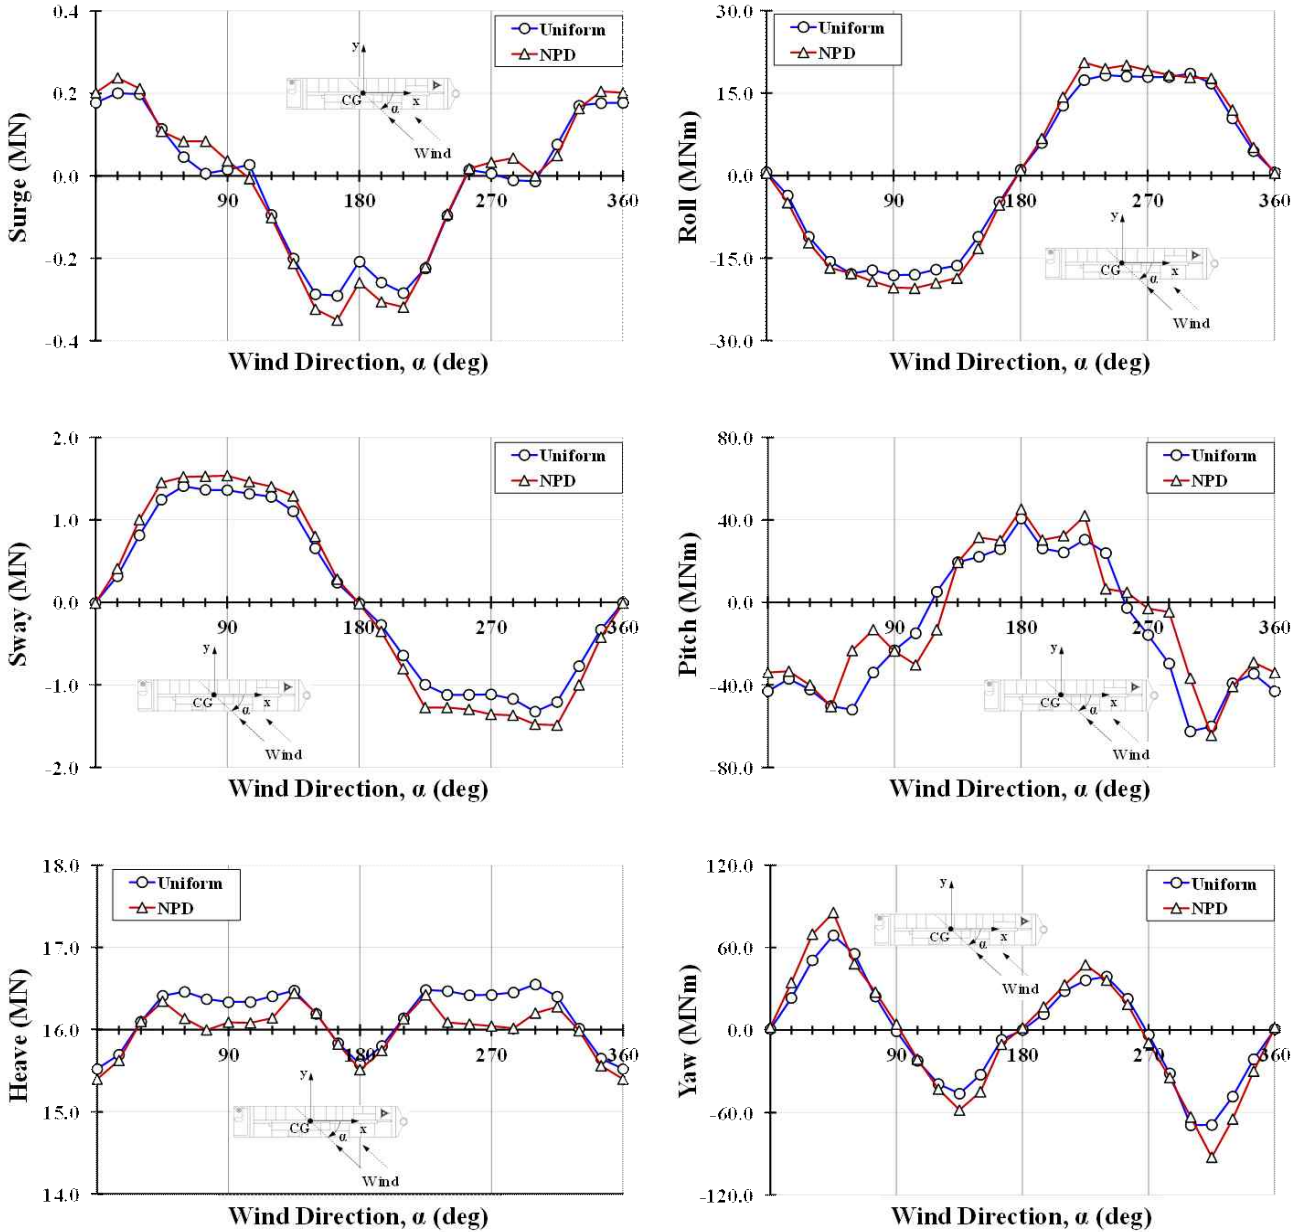 0.4
0.2
0.0
-0.2
-0.4
Surge (MN)
90
180
270
360
Wind Direction, α (deg)
Uniform
NPD
y
CG
α
x
Wind
30.0
15.0
0.0
-15.0
-30.0
Roll (MNm)
90
180
270
360
Wind Direction, α (deg)
Uniform
NPD
y
CG
α
x
Wind
2.0
1.0
0.0
-1.0
-2.0
Sway (MN)
90
180
270
360
Wind Direction, α (deg)
Uniform
NPD
y
CG
α
x
Wind
80.0
40.0
0.0
-40.0
-80.0
Pitch (MNm)
90
180
270
360
Wind Direction, α (deg)
Uniform
NPD
y
CG
α
x
Wind
18.0
17.0
16.0
15.0
14.0
Heave (MN)
90
180
270
360
Wind Direction, α (deg)
Uniform
NPD
y
CG
α
x
Wind
120.0
60.0
0.0
-60.0
-120.0
Yaw (MNm)
90
180
270
360
Wind Direction, α (deg)
Uniform
NPD
y
CG
α
x
Wind